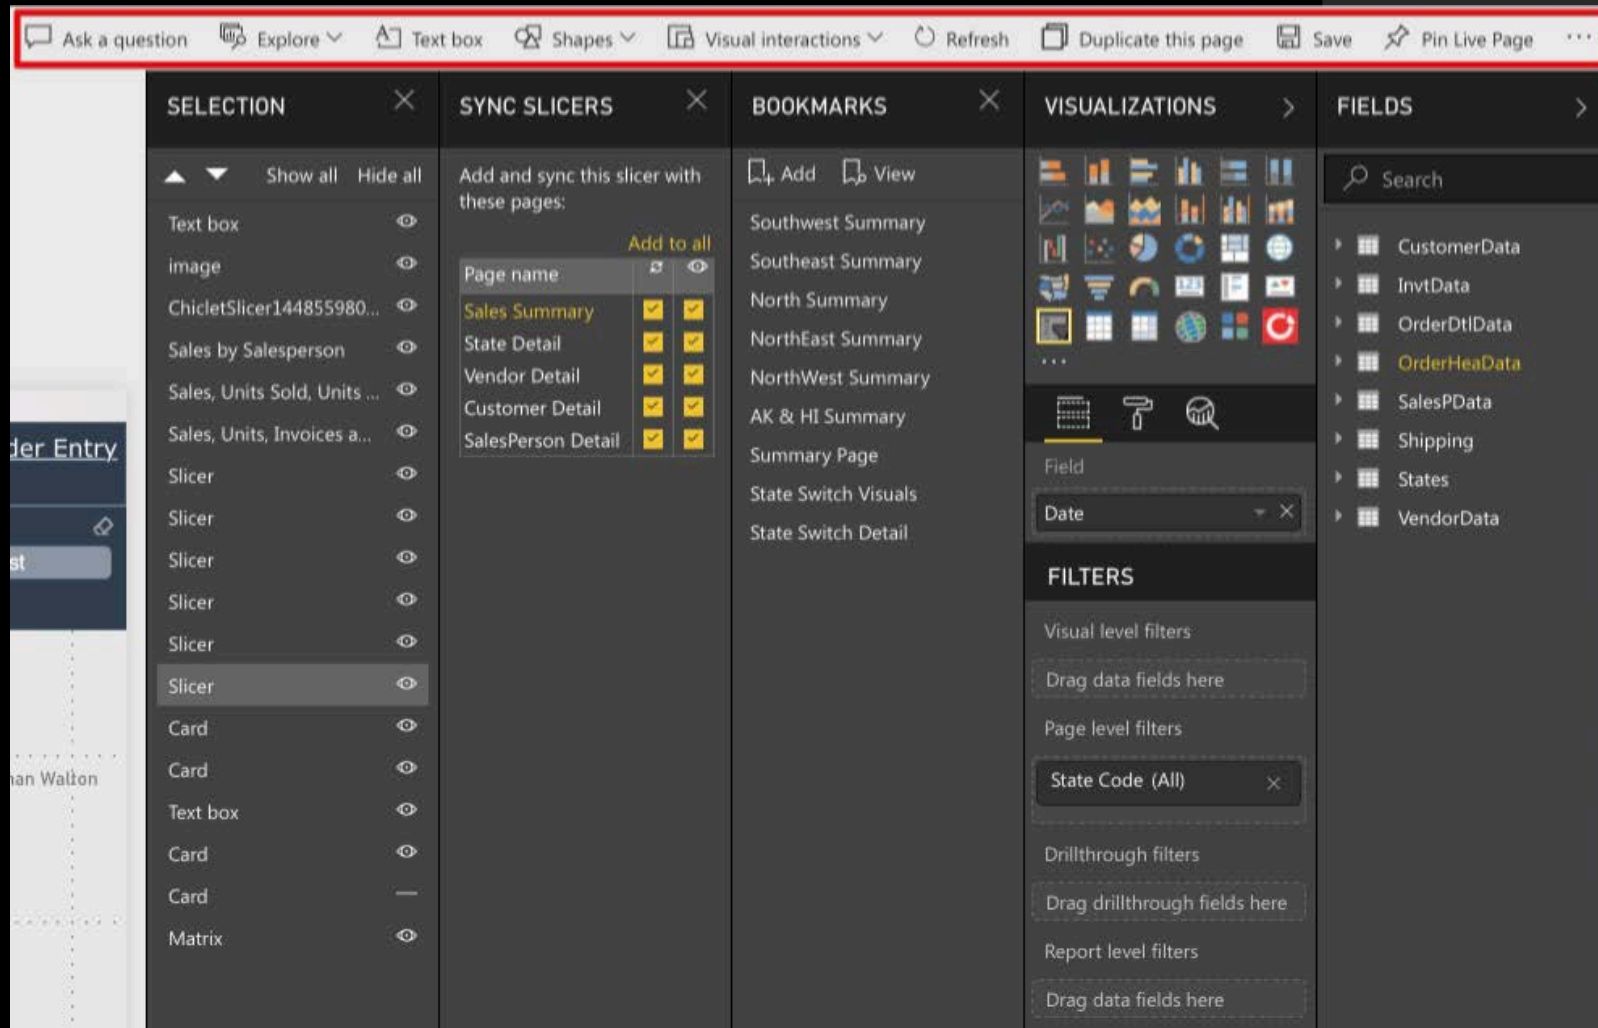 Ask a question Explore Text box Shapes Visual interactions Refresh Duplicate this page Save Pin Live Page ...
der Entry
st
nan Walton
SELECTION
Show all Hide all
Text box
image
ChicletSlicer144855980...
Sales by Salesperson
Sales, Units Sold, Units ...
Sales, Units, Invoices a...
Slicer
Slicer
Slicer
Slicer
Slicer
Slicer
Card
Card
Text box
Card
Card
Matrix
SYNC SLICERS
Add and sync this slicer with
these pages:
Add to all
Page name
Sales Summary
State Detail
Vendor Detail
Customer Detail
SalesPerson Detail
BOOKMARKS
Add View
Southwest Summary
Southeast Summary
North Summary
NorthEast Summary
NorthWest Summary
AK & HI Summary
Summary Page
State Switch Visuals
State Switch Detail
VISUALIZATIONS
123
...
Field
Date
FILTERS
Visual level filters
Drag data fields here
Page level filters
State Code (All)
Drillthrough filters
Drag drillthrough fields here
Report level filters
Drag data fields here
FIELDS
Search
CustomerData
InvtData
OrderDtlData
OrderHeaData
SalesPData
Shipping
States
VendorData